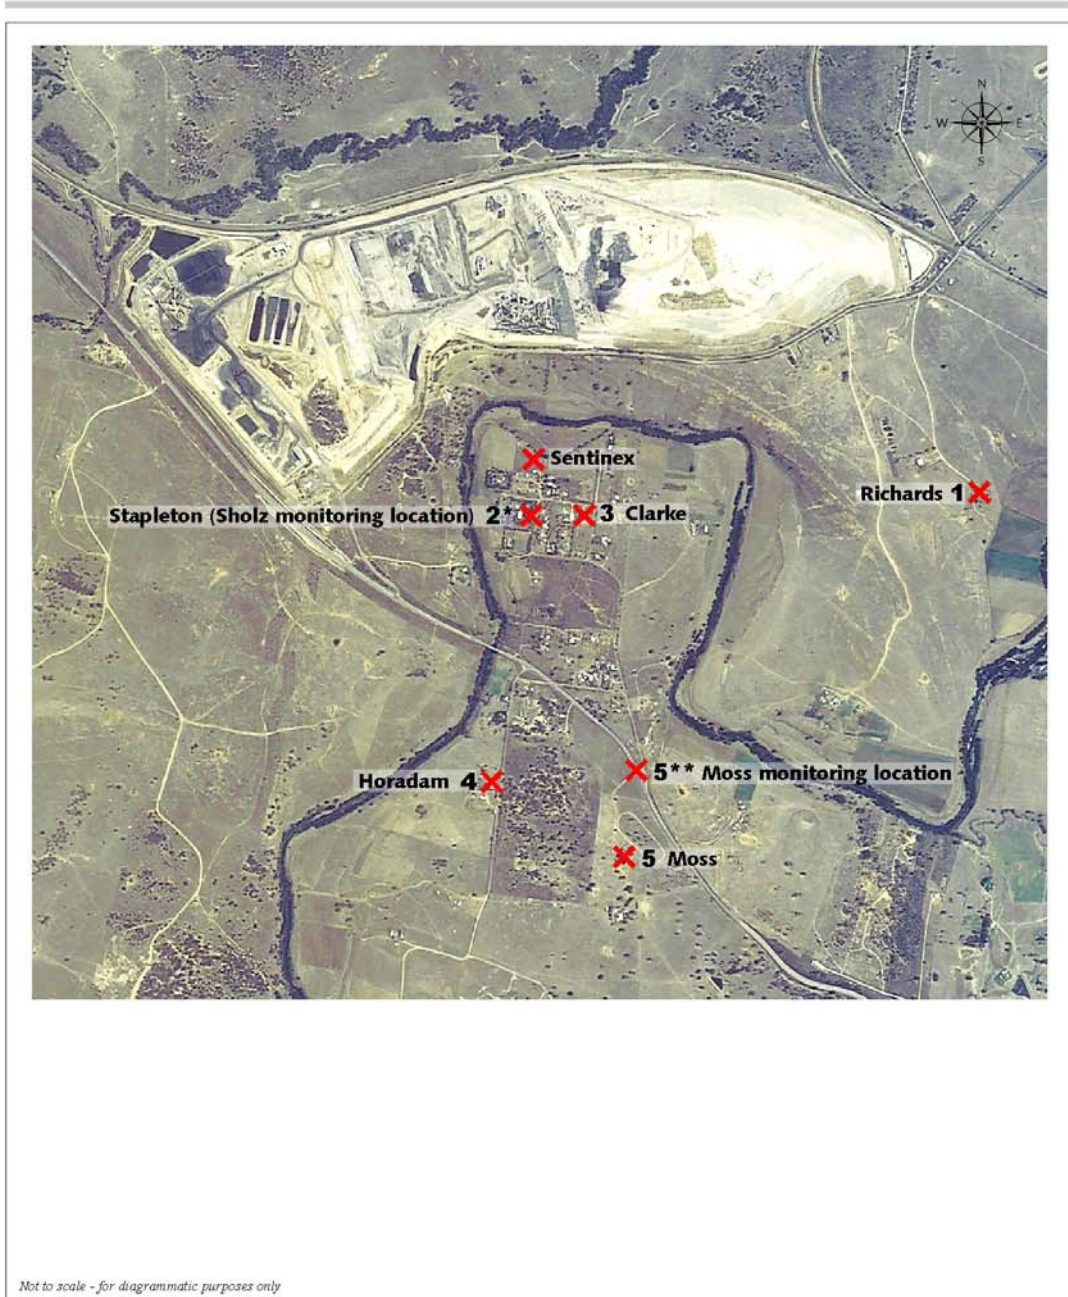 N
W E
S
Sentinex
Richards 1
Stapleton (Sholz monitoring location) 2*
3 Clarke
5** Moss monitoring location
Horadam 4
5 Moss
Not to scale - for diagrammatic purposes only